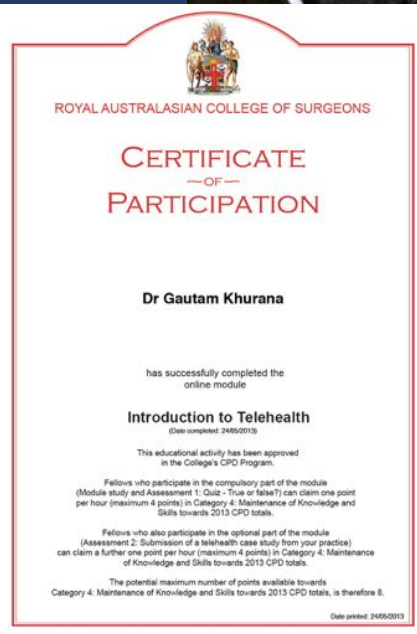 ROYAL AUSTRALASIAN COLLEGE OF SURGEONS
CERTIFICATE
OF
PARTICIPATION
Dr Gautam Khurana
has successfully completed the
online module
Introduction to Telehealth
(Date completed: 24/05/2013)
This educational activity has been approved
in the College's CPD Program.
Fellows who participate in the compulsory part of the module
(Module study and Assessment 1: Quiz - True or false?) can claim one point
per hour (maximum 4 points) in Category 4: Maintenance of Knowledge and
Skills towards 2013 CPD totals.
Fellows who also participate in the optional part of the module
(Assessment 2: Submission of a telehealth case study from your practice)
can claim a further one point per hour (maximum 4 points) in Category 4: Maintenance
of Knowledge and Skills towards 2013 CPD totals.
The potential maximum number of points available towards
Category 4: Maintenance of Knowledge and Skills towards 2013 CPD totals, is therefore 8.
Date printed: 24/05/2013